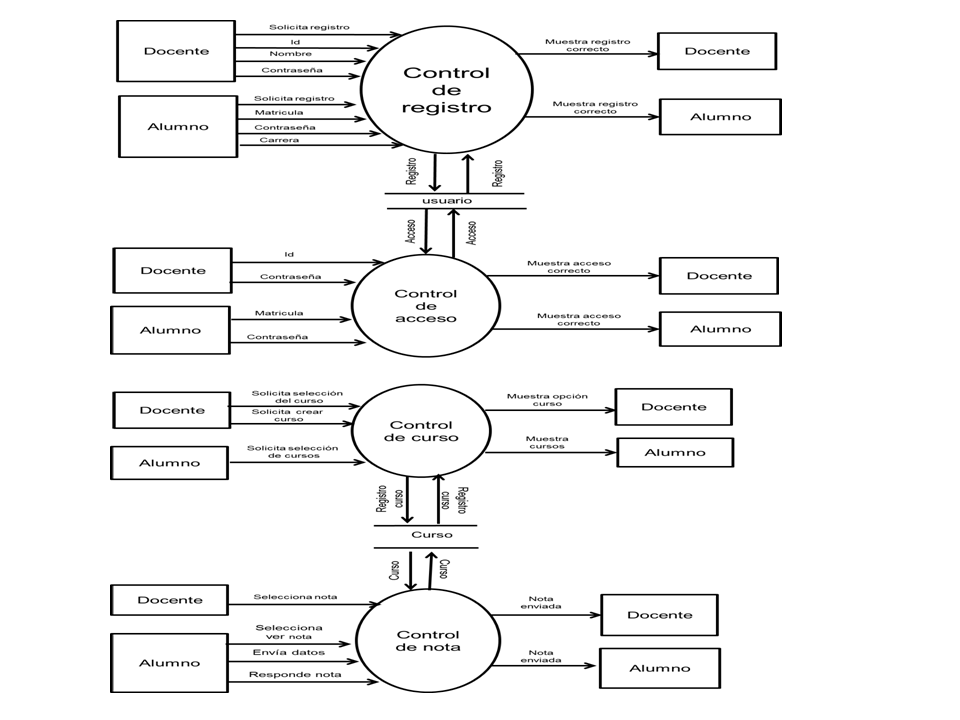 Docente
Solicita registro
Id
Nombre
Contraseña
Alumno
Solicita registro
Matricula
Contraseña
Carrera
Control
de
registro
Muestra registro
correcto
Docente
Muestra registro
correcto
Alumno
Registro
Registro
usuario
Acceso
Acceso
Docente
Id
Contraseña
Alumno
Matricula
Contraseña
Control
de
acceso
Muestra acceso
correcto
Docente
Muestra acceso
correcto
Alumno
Docente
Solicita selección
del curso
Solicita crear
curso
Alumno
Solicita selección
de cursos
Control
de curso
Muestra opción
curso
Docente
Muestra
cursos
Alumno
Registro
curso
Registro
curso
Curso
Curso
Curso
Docente
Selecciona nota
Alumno
Selecciona
ver nota
Envía datos
Responde nota
Control
de nota
Nota
enviada
Docente
Nota
enviada
Alumno